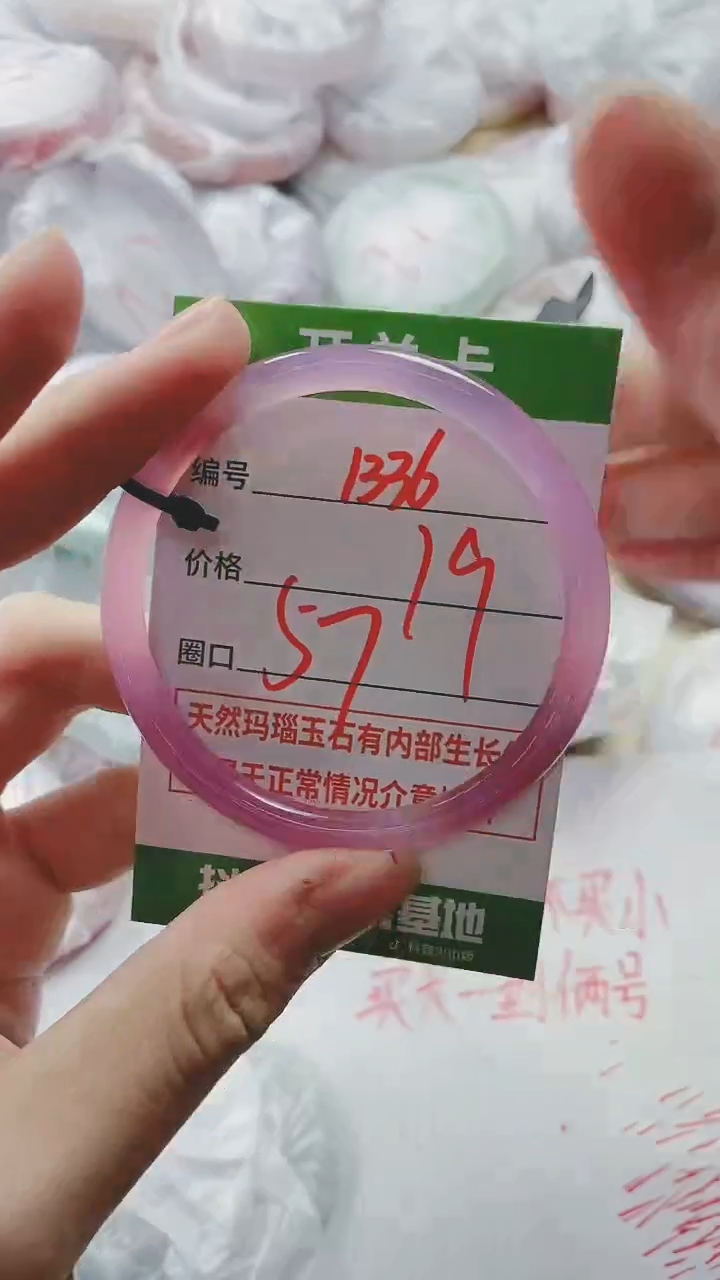 开单卡
编号 1336
价格 19
圈口 57
天然玛瑙玉石有内部生长
正常情况介意
基地
买小
买大一到俩号